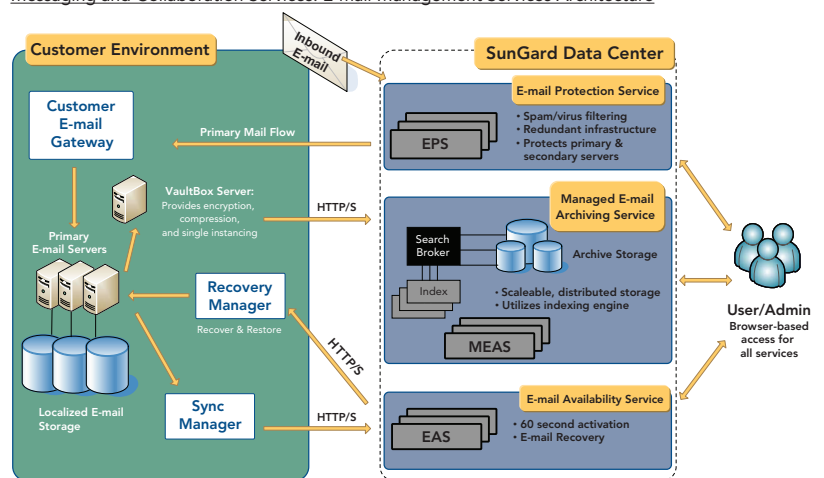 Messaging and Collaboration Services: E-mail Management Services Architecture
Customer Environment
Inbound
E-mail
SunGard Data Center
Customer
E-mail
Gateway
Primary Mail Flow
E-mail Protection Service
EPS
• Spam/virus filtering
• Redundant infrastructure
• Protects primary &
secondary servers
VaultBox Server:
Provides encryption,
compression,
and single instancing
HTTP/S
Managed E-mail
Archiving Service
Search
Broker
Archive Storage
Index
• Scaleable, distributed storage
• Utilizes indexing engine
MEAS
Primary
E-mail Servers
Recovery
Manager
Recover & Restore
HTTP/S
User/Admin
Browser-based
access for
all services
Localized E-mail
Storage
Sync
Manager
HTTP/S
E-mail Availability Service
EAS
• 60 second activation
• E-mail Recovery